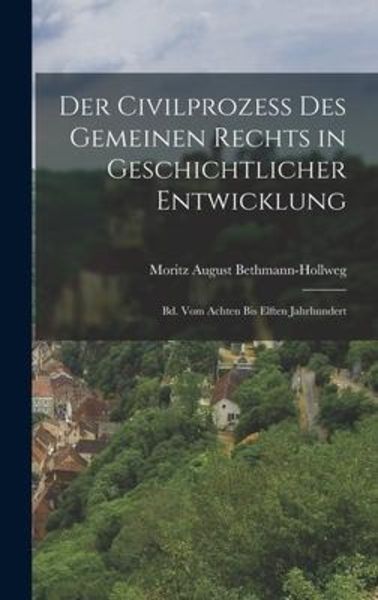 Der Civilprozess Des
Gemeinen Rechts in
Geschichtlicher
Entwicklung
Moritz August Bethmann-Hollweg
Bd. Vom Achten Bis Elften Jahrhundert